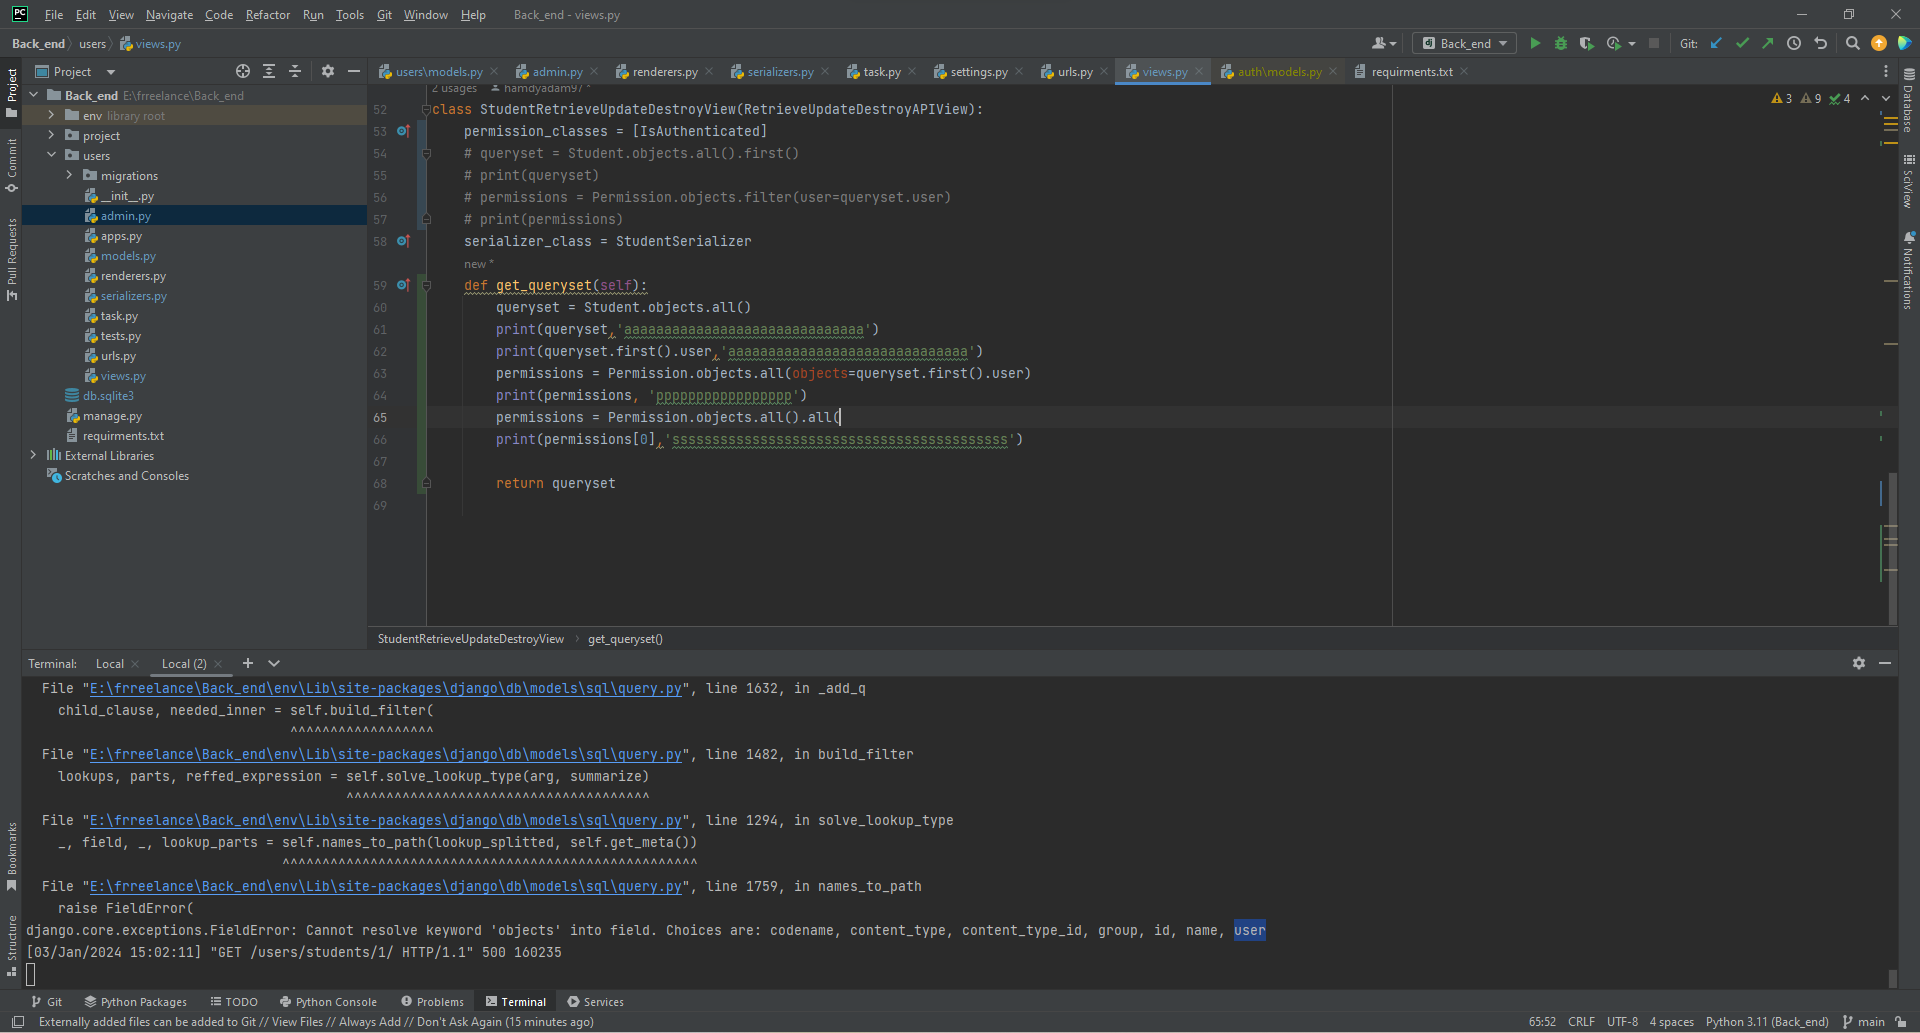 PC File Edit View Navigate Code Refactor Run Tools Git Window Help Back_end - views.py
Back_end users views.py Back_end Git:
Project
users\models.py admin.py renderers.py serializers.py task.py settings.py urls.py views.py auth\models.py requirments.txt
Project
Commit
Pull Requests
Bookmarks
Structure
Back_end E:\frreelance\Back_end
env library root
project
users
migrations
__init__.py
admin.py
apps.py
models.py
renderers.py
serializers.py
task.py
tests.py
urls.py
views.py
db.sqlite3
manage.py
requirments.txt
External Libraries
Scratches and Consoles
2 usages hamdyadam97 *
3 9 4
52 class StudentRetrieveUpdateDestroyView(RetrieveUpdateDestroyAPIView):
53 permission_classes = [IsAuthenticated]
54 # queryset = Student.objects.all().first()
55 # print(queryset)
56 # permissions = Permission.objects.filter(user=queryset.user)
57 # print(permissions)
58 serializer_class = StudentSerializer
new *
59 def get_queryset(self):
60 queryset = Student.objects.all()
61 print(queryset,'aaaaaaaaaaaaaaaaaaaaaaaaaaaaaa')
62 print(queryset.first().user,'aaaaaaaaaaaaaaaaaaaaaaaaaaaaaa')
63 permissions = Permission.objects.all(objects=queryset.first().user)
64 print(permissions, 'ppppppppppppppppp')
65 permissions = Permission.objects.all().all(
66 print(permissions[0],'ssssssssssssssssssssssssssssssssssssssssss')
67
68 return queryset
69
Database
SciView
Notifications
StudentRetrieveUpdateDestroyView get_queryset()
Terminal: Local Local (2)
File "E:\frreelance\Back_end\env\Lib\site-packages\django\db\models\sql\query.py", line 1632, in _add_q
child_clause, needed_inner = self.build_filter(
^^^^^^^^^^^^^^^^^^
File "E:\frreelance\Back_end\env\Lib\site-packages\django\db\models\sql\query.py", line 1482, in build_filter
lookups, parts, reffed_expression = self.solve_lookup_type(arg, summarize)
^^^^^^^^^^^^^^^^^^^^^^^^^^^^^^^^^^^^^^
File "E:\frreelance\Back_end\env\Lib\site-packages\django\db\models\sql\query.py", line 1294, in solve_lookup_type
_, field, _, lookup_parts = self.names_to_path(lookup_splitted, self.get_meta())
^^^^^^^^^^^^^^^^^^^^^^^^^^^^^^^^^^^^^^^^^^^^^^^^^^^^
File "E:\frreelance\Back_end\env\Lib\site-packages\django\db\models\sql\query.py", line 1759, in names_to_path
raise FieldError(
django.core.exceptions.FieldError: Cannot resolve keyword 'objects' into field. Choices are: codename, content_type, content_type_id, group, id, name, user
[03/Jan/2024 15:02:11] "GET /users/students/1/ HTTP/1.1" 500 160235
Git Python Packages TODO Python Console Problems Terminal Services
Externally added files can be added to Git // View Files // Always Add // Don't Ask Again (15 minutes ago) 65:52 CRLF UTF-8 4 spaces Python 3.11 (Back_end) main